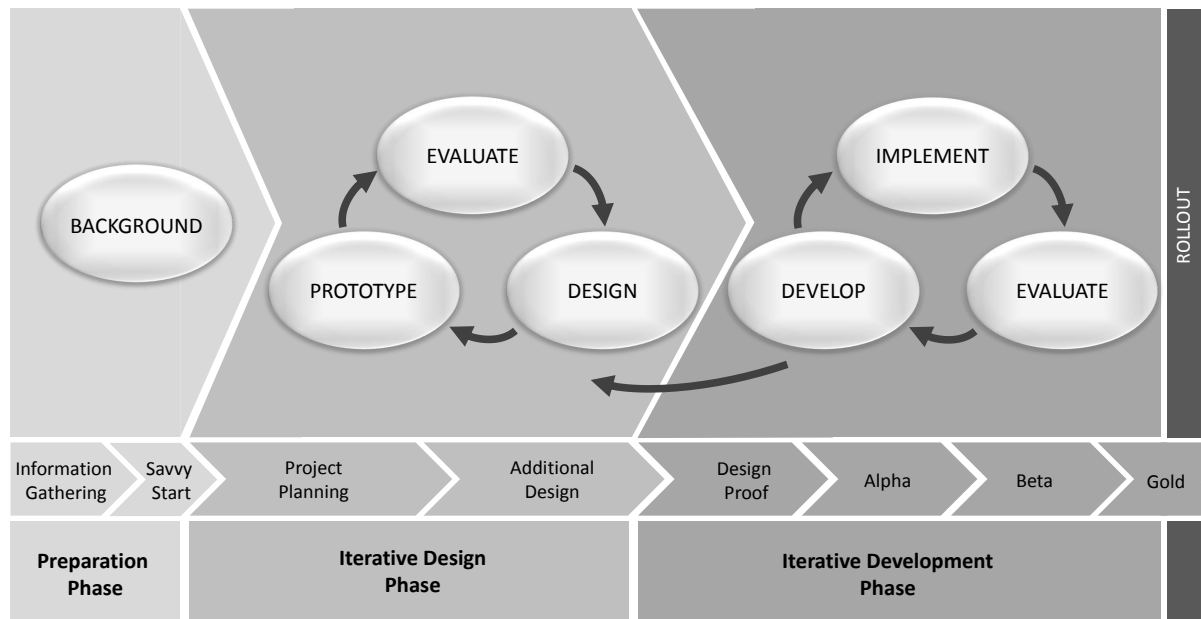 EVALUATE
IMPLEMENT
BACKGROUND
PROTOTYPE
DESIGN
DEVELOP
EVALUATE
ROLLOUT
Information
Gathering
Savvy
Start
Project
Planning
Additional
Design
Design
Proof
Alpha
Beta
Gold
Preparation
Phase
Iterative Design
Phase
Iterative Development
Phase